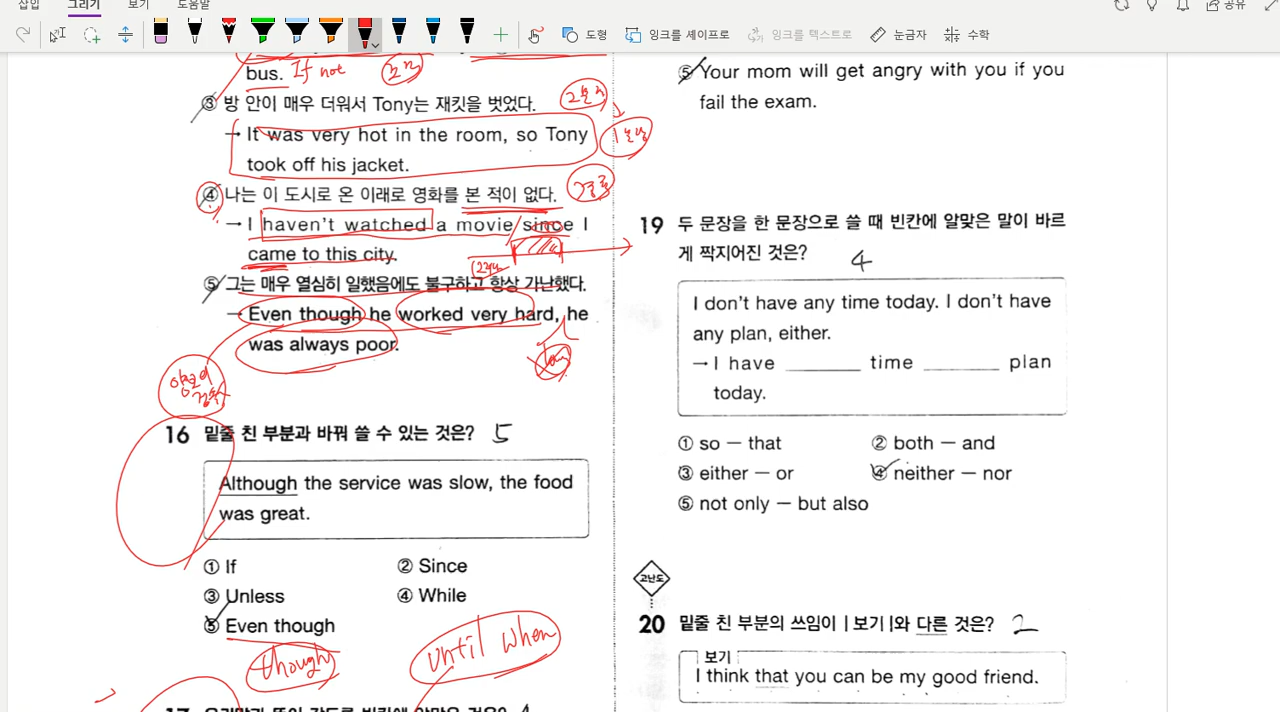 삽입 그리기 보기 도움말
공유
도형 잉크를 셰이프로 잉크를 텍스트로 눈금자 수학
bus. If not
③ 방 안이 매우 더워서 Tony는 재킷을 벗었다.
→ It was very hot in the room, so Tony
took off his jacket.
④ 나는 이 도시로 온 이래로 영화를 본 적이 없다.
→ I haven't watched a movie since I
came to this city.
⑤ 그는 매우 열심히 일했음에도 불구하고 항상 가난했다.
→ Even though he worked very hard, he
was always poor.
16 밑줄 친 부분과 바꿔 쓸 수 있는 것은? 5
Although the service was slow, the food
was great.
① If ② Since
③ Unless ④ While
⑤ Even though
though
until when
17
⑤ Your mom will get angry with you if you
fail the exam.
19 두 문장을 한 문장으로 쓸 때 빈칸에 알맞은 말이 바르
게 짝지어진 것은? 4
I don't have any time today. I don't have
any plan, either.
→ I have ______ time ______ plan
today.
① so – that ② both – and
③ either – or ④ neither – nor
⑤ not only – but also
고난도
20 밑줄 친 부분의 쓰임이 |보기|와 다른 것은? 2
보기
I think that you can be my good friend.